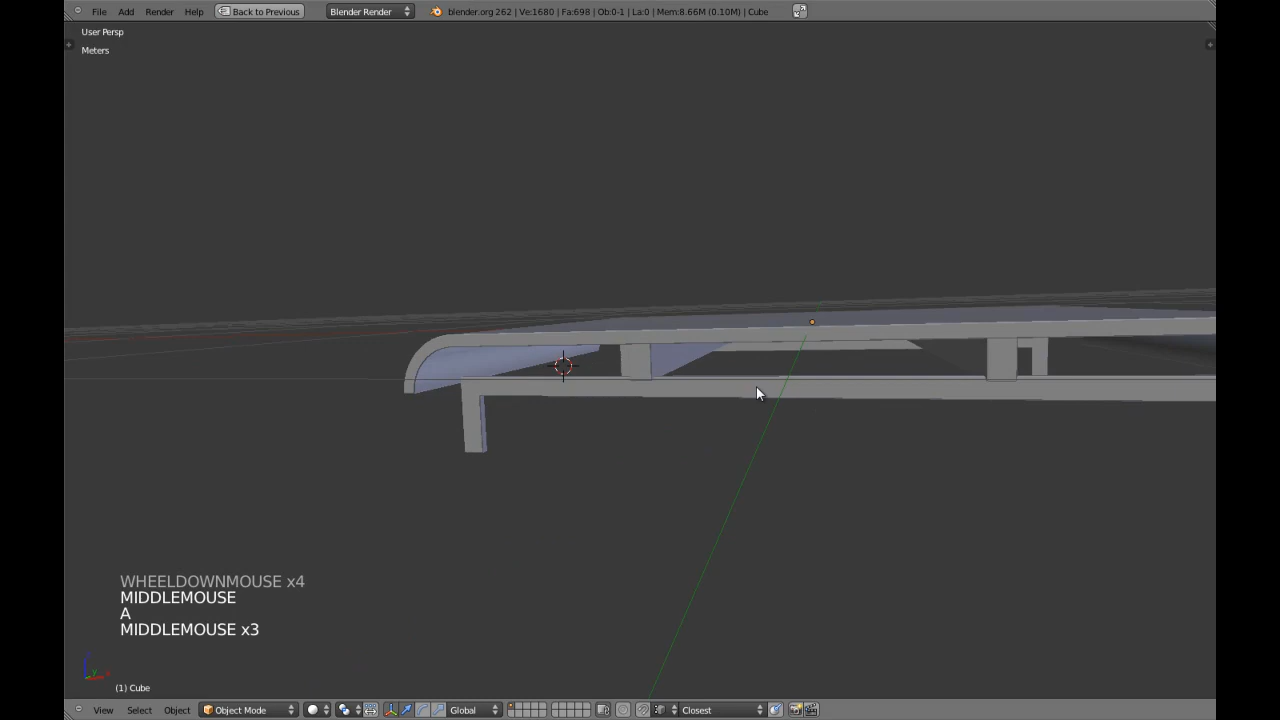 File Add Render Help Back to Previous Blender Render blender.org 262 | Ve:1680 | Fa:698 | Ob:0-1 | La:0 | Mem:8.66M (0.10M) | Cube
User Persp
Meters
WHEELDOWNMOUSE x4
MIDDLEMOUSE
A
MIDDLEMOUSE x3
(1) Cube
View Select Object Object Mode Global Closest